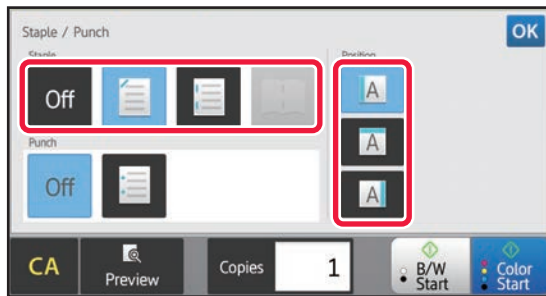 Staple / Punch
OK
Staple
Position
Off
A
Punch
A
Off
A
CA
Preview
Copies
1
B/W
Start
Color
Start